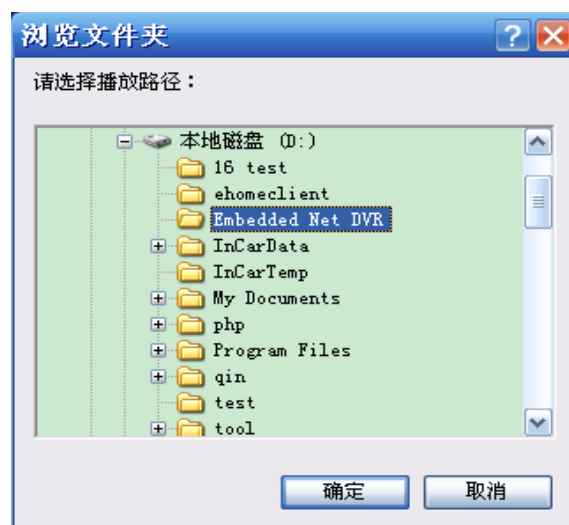 浏览文件夹
请选择播放路径：
本地磁盘 (D:)
16 test
ehomeclient
Embedded Net DVR
InCarData
InCarTemp
My Documents
php
Program Files
qin
test
tool
确定 取消